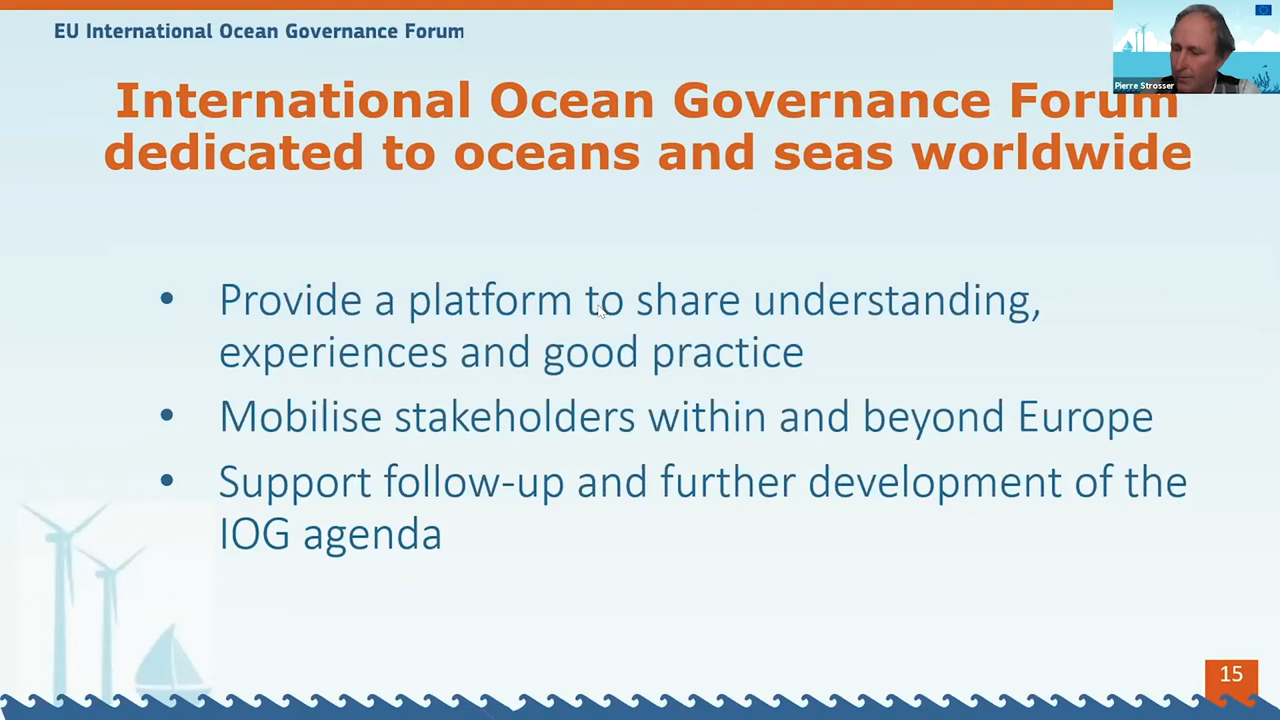 EU International Ocean Governance Forum
Pierre Strosser
International Ocean Governance Forum
dedicated to oceans and seas worldwide
• Provide a platform to share understanding,
experiences and good practice
• Mobilise stakeholders within and beyond Europe
• Support follow-up and further development of the
IOG agenda
15